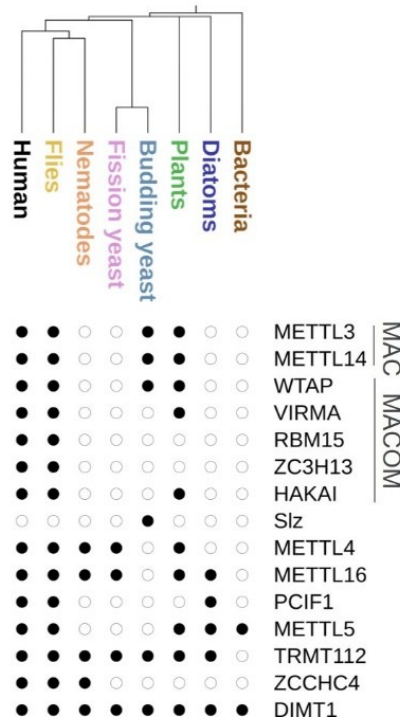 Human
Flies
Nematodes
Fission yeast
Budding yeast
Plants
Diatoms
Bacteria
METTL3
METTL14
WTAP
VIRMA
RBM15
ZC3H13
HAKAI
Slz
METTL4
METTL16
PCIF1
METTL5
TRMT112
ZCCHC4
DIMT1
MAC
MACOM